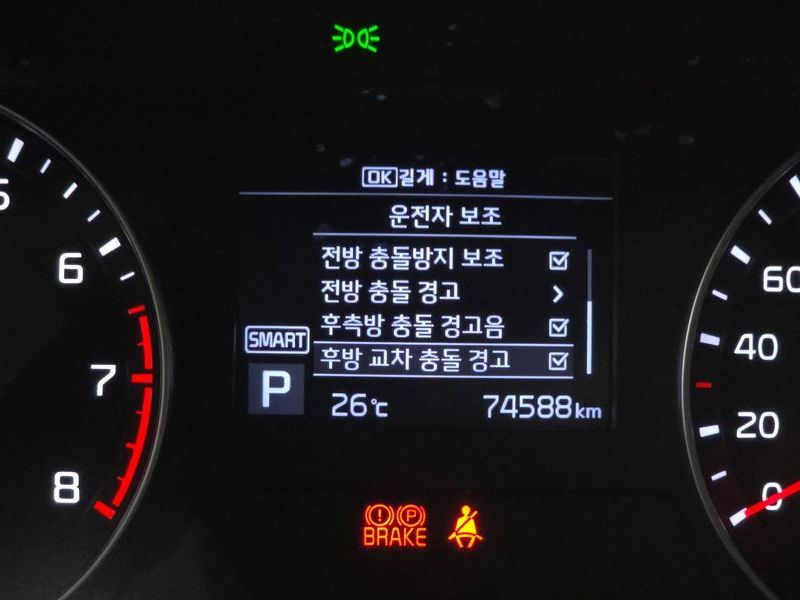 OK길게 : 도움말
운전자 보조
전방 충돌방지 보조
전방 충돌 경고
후측방 충돌 경고음
후방 교차 충돌 경고
SMART
P
26℃ 74588km
6
7
8
60
40
20
0
(!) (P)
BRAKE